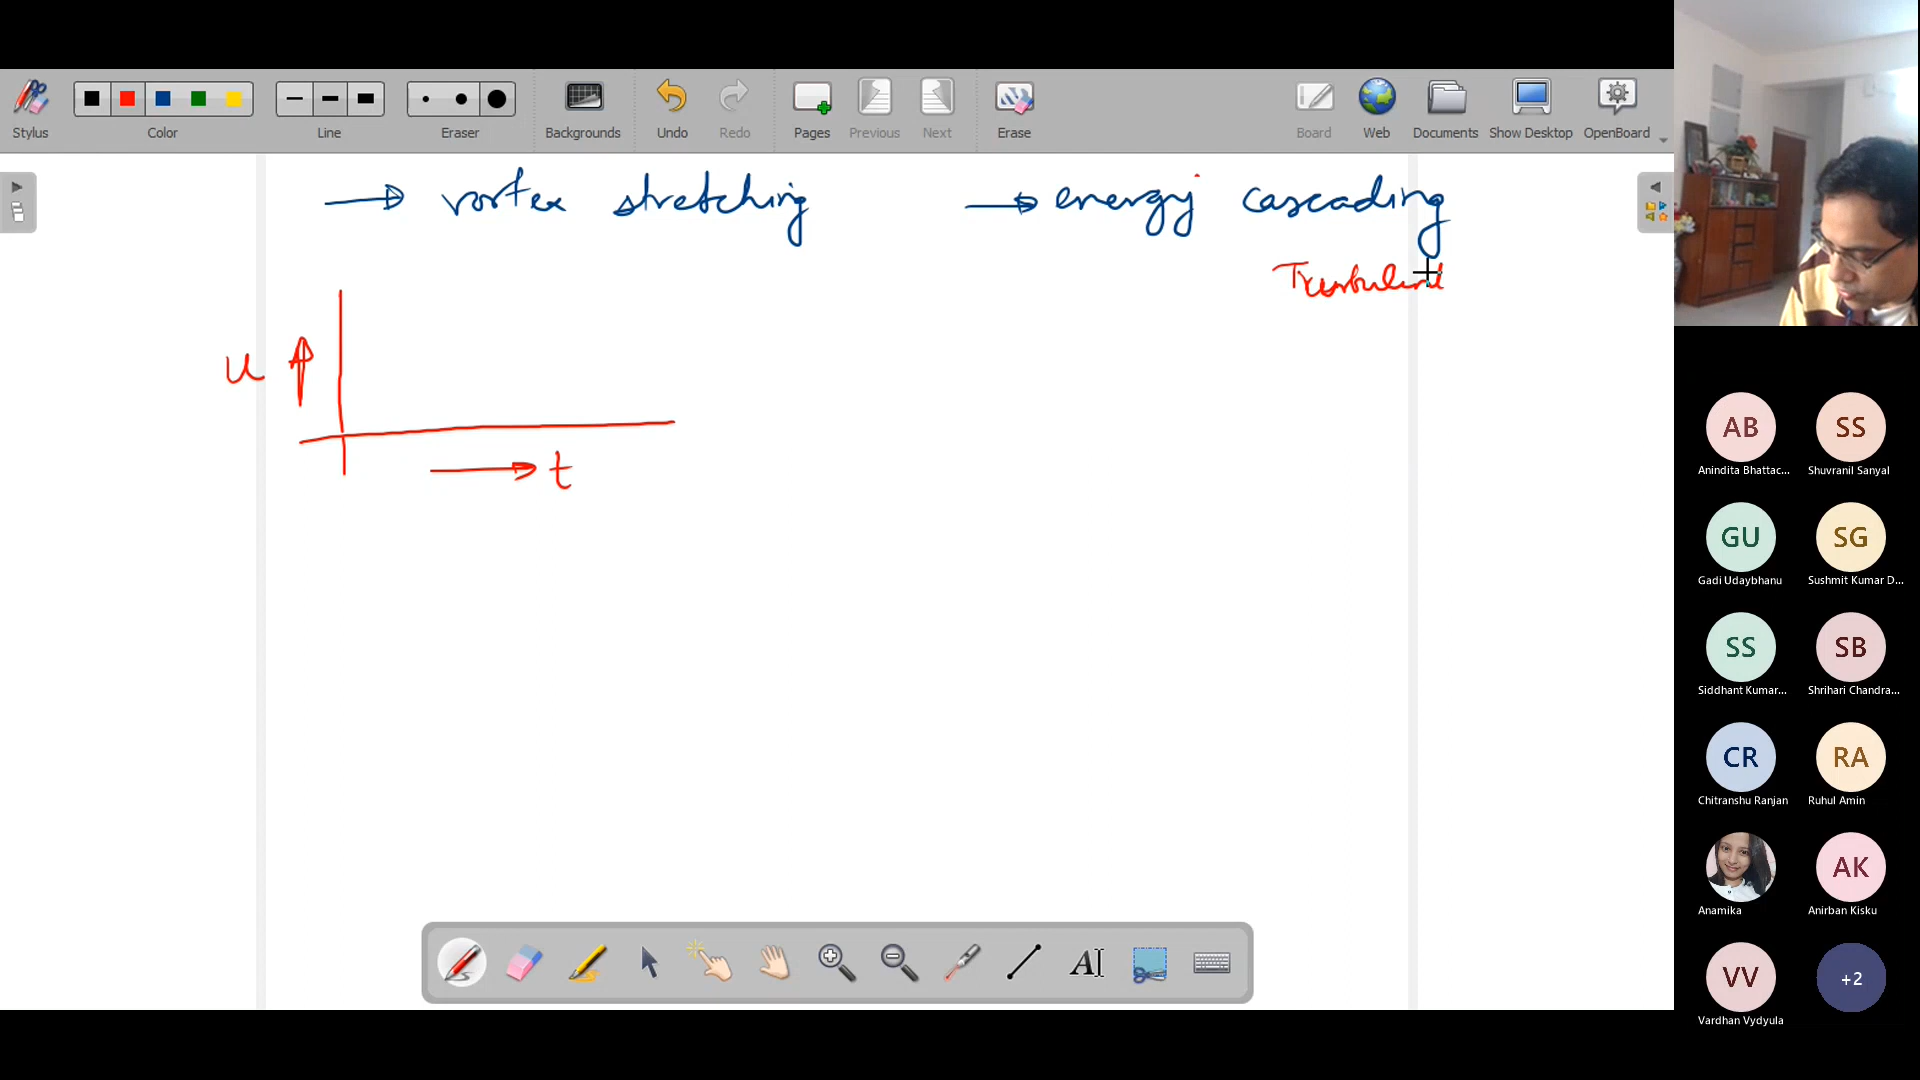 Stylus
Color
Line
Eraser
Backgrounds
Undo
Redo
Pages
Previous
Next
Erase
Board
Web
Documents
Show Desktop
OpenBoard
→ vortex stretching → energy cascading
u
t
AB
Anindita Bhattac...
SS
Shuvranil Sanyal
GU
Gadi Udaybhanu
SG
Sushmit Kumar D...
SS
Siddhant Kumar...
SB
Shrihari Chandra...
CR
Chitranshu Ranjan
RA
Ruhul Amin
Anamika
AK
Anirban Kisku
VV
Vardhan Vydyula
+2